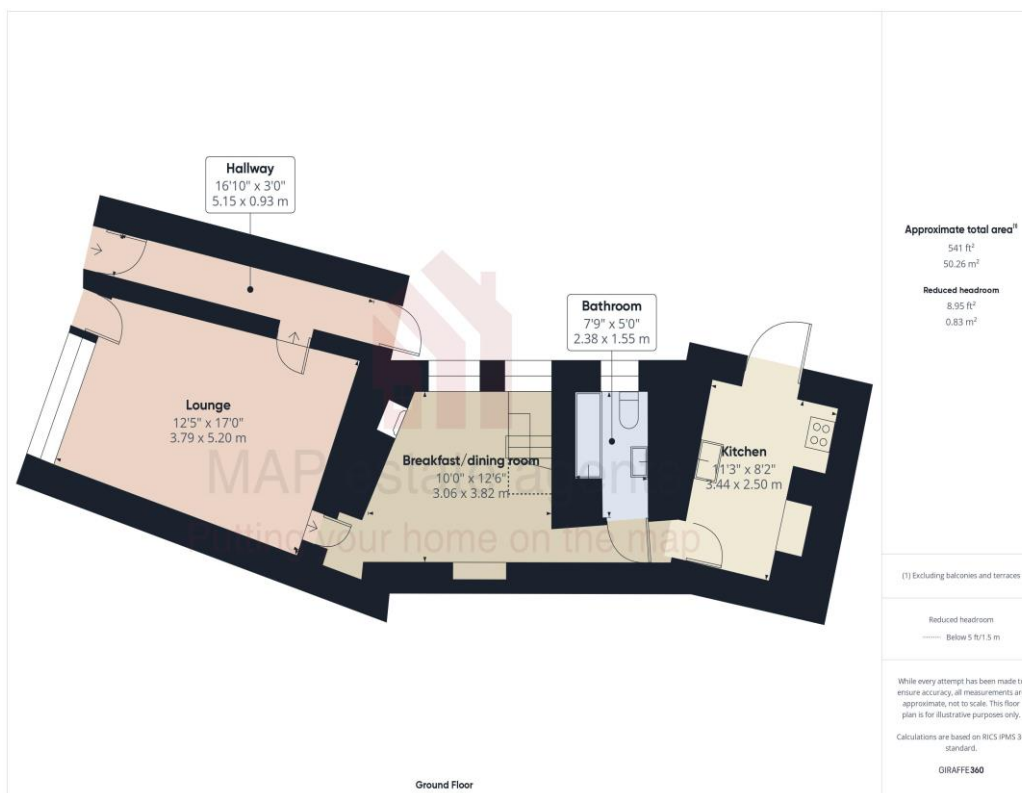 Hallway
16'10" x 3'0"
5.15 x 0.93 m
Bathroom
7'9" x 5'0"
2.38 x 1.55 m
Lounge
12'5" x 17'0"
3.79 x 5.20 m
Breakfast/dining room
10'0" x 12'6"
3.06 x 3.82 m
Kitchen
11'3" x 8'2"
3.44 x 2.50 m
MAP estate agents
Putting your home on the map
Ground Floor
Approximate total area⁽¹⁾
541 ft²
50.26 m²
Reduced headroom
8.95 ft²
0.83 m²
(1) Excluding balconies and terraces
Reduced headroom
Below 5 ft/1.5 m
While every attempt has been made t
ensure accuracy, all measurements ar
approximate, not to scale. This floor
plan is for illustrative purposes only.
Calculations are based on RICS IPMS 3
standard.
GIRAFFE360